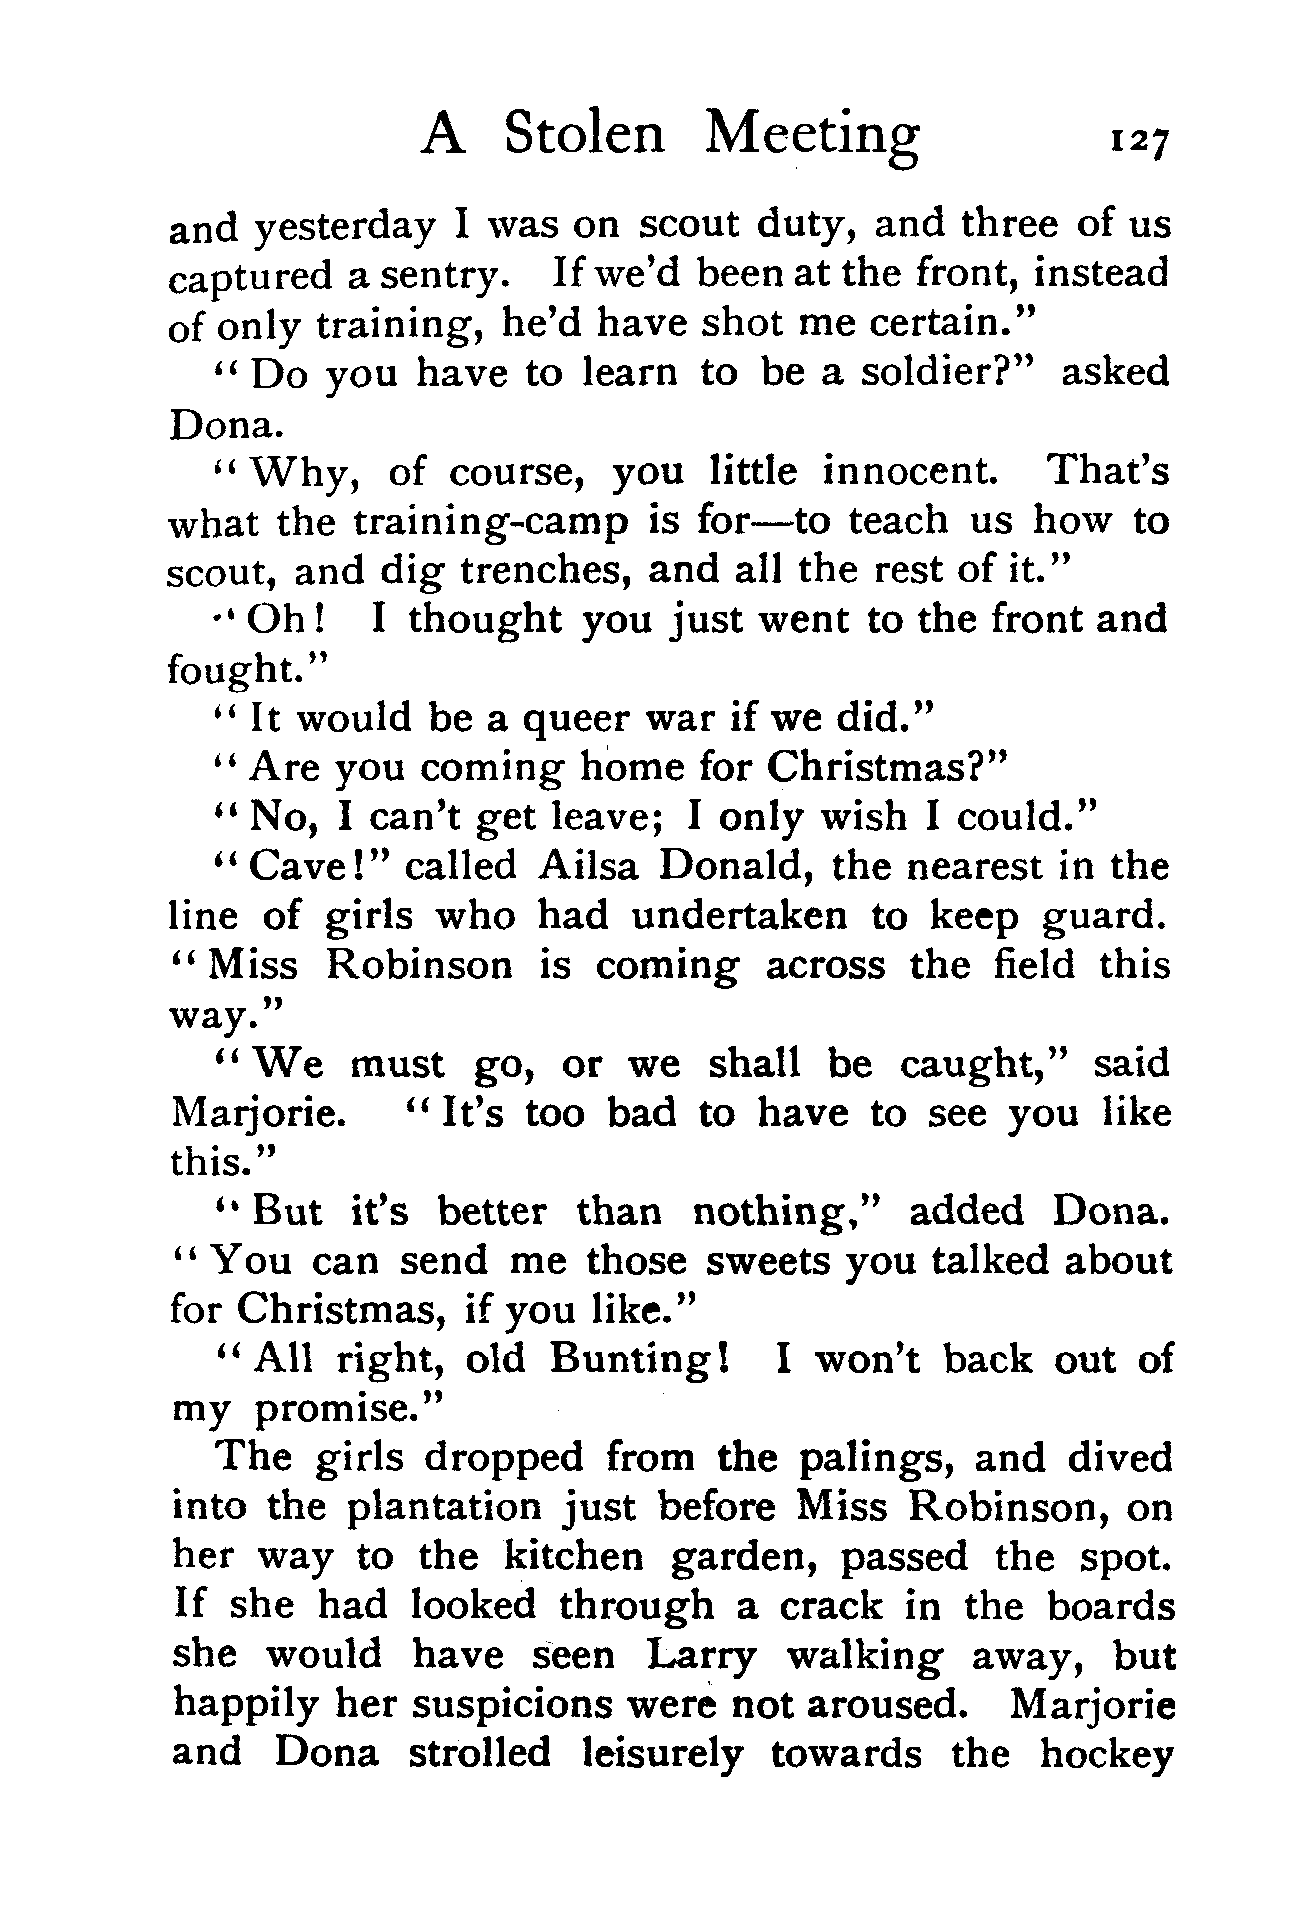 A Stolen Meeting 127
and yesterday I was on scout duty, and three of us
captured a sentry. If we'd been at the front, instead
of only training, he'd have shot me certain."
"Do you have to learn to be a soldier?" asked
Dona.
"Why, of course, you little innocent. That's
what the training-camp is for—to teach us how to
scout, and dig trenches, and all the rest of it."
"Oh! I thought you just went to the front and
fought."
"It would be a queer war if we did."
"Are you coming home for Christmas?"
"No, I can't get leave; I only wish I could."
"Cave!" called Ailsa Donald, the nearest in the
line of girls who had undertaken to keep guard.
"Miss Robinson is coming across the field this
way."
"We must go, or we shall be caught," said
Marjorie. "It's too bad to have to see you like
this."
"But it's better than nothing," added Dona.
"You can send me those sweets you talked about
for Christmas, if you like."
"All right, old Bunting! I won't back out of
my promise."
The girls dropped from the palings, and dived
into the plantation just before Miss Robinson, on
her way to the kitchen garden, passed the spot.
If she had looked through a crack in the boards
she would have seen Larry walking away, but
happily her suspicions were not aroused. Marjorie
and Dona strolled leisurely towards the hockey